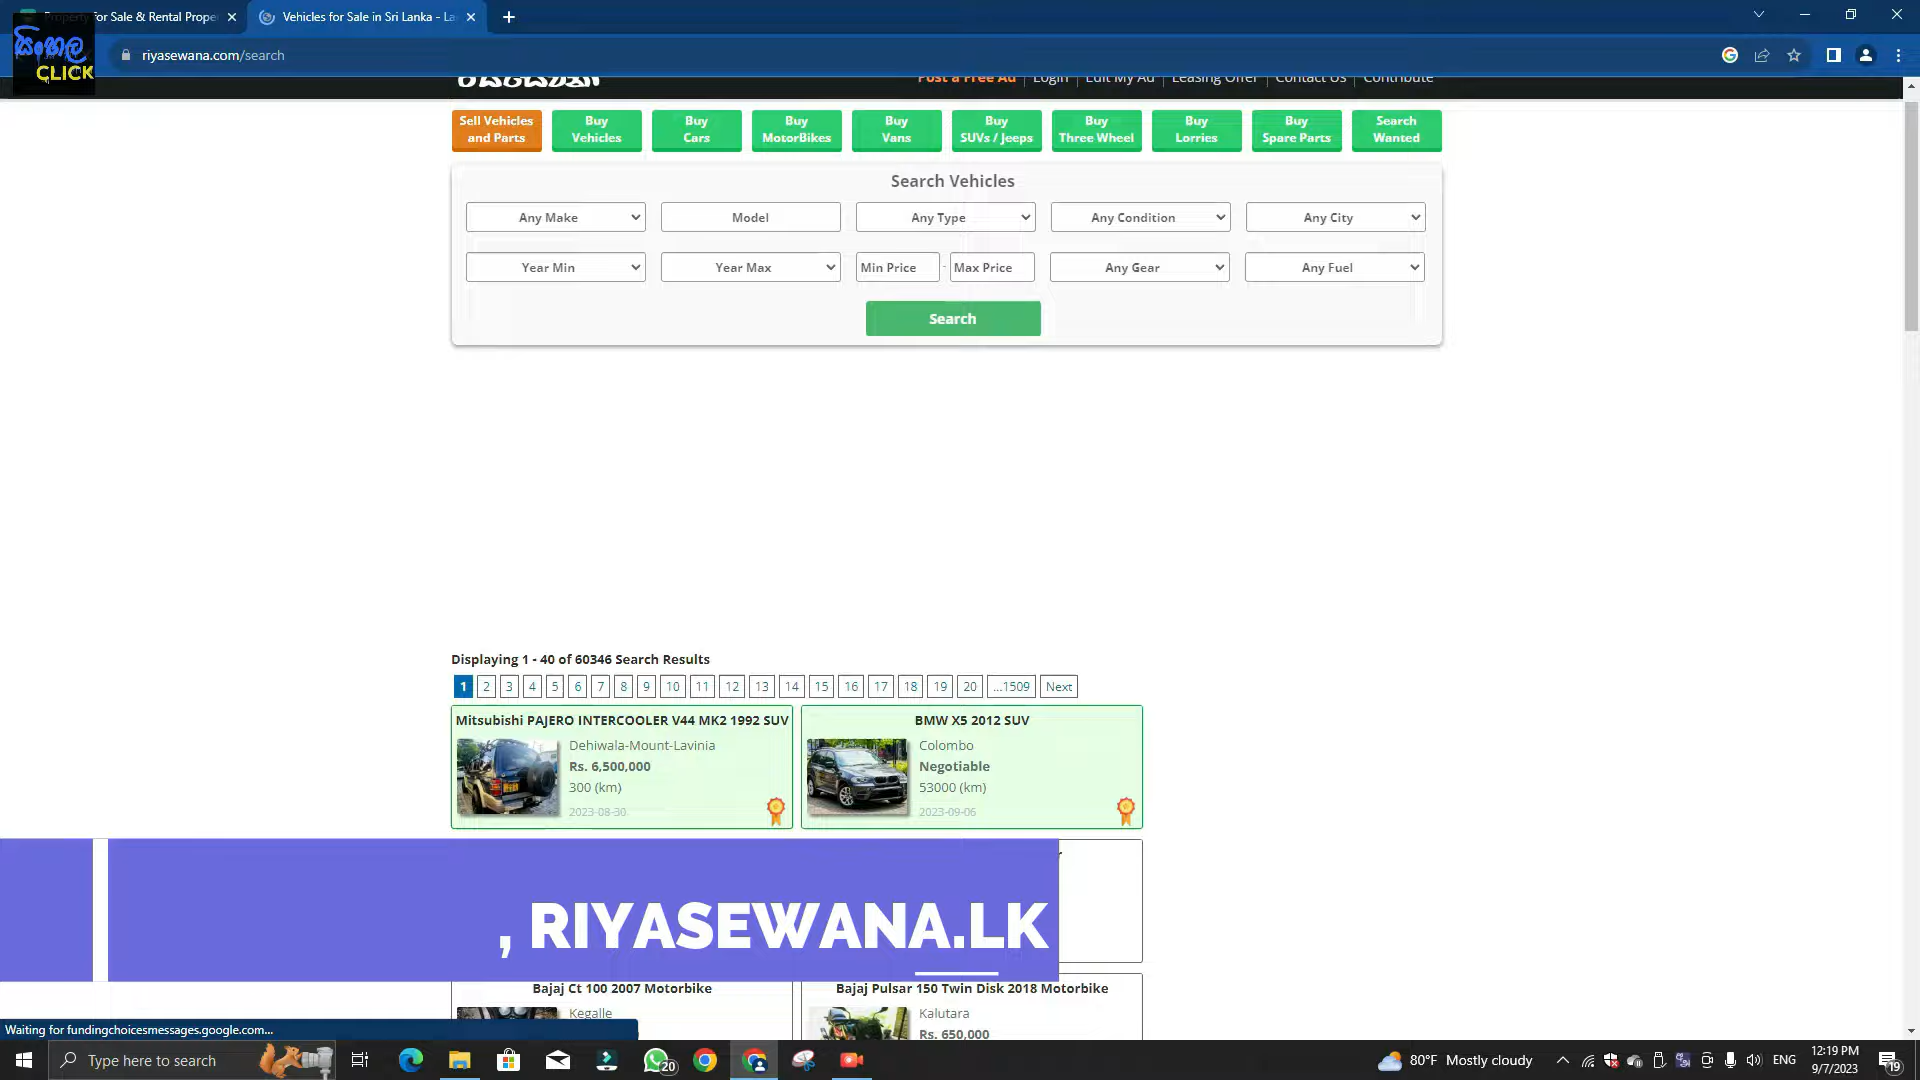 Property for Sale & Rental Proper
Vehicles for Sale in Sri Lanka - La
සිංහල
CLICK
riyasewana.com/search
Post a Free Ad
Login
Edit My Ad
Leasing Offer
Contact Us
Contribute
Sell Vehicles
and Parts
Buy
Vehicles
Buy
Cars
Buy
MotorBikes
Buy
Vans
Buy
SUVs / Jeeps
Buy
Three Wheel
Buy
Lorries
Buy
Spare Parts
Search
Wanted
Search Vehicles
Any Make
Model
Any Type
Any Condition
Any City
Year Min
Year Max
Min Price
-
Max Price
Any Gear
Any Fuel
Search
Displaying 1 - 40 of 60346 Search Results
1 2 3 4 5 6 7 8 9 10 11 12 13 14 15 16 17 18 19 20 ...1509 Next
Mitsubishi PAJERO INTERCOOLER V44 MK2 1992 SUV
Dehiwala-Mount-Lavinia
Rs. 6,500,000
300 (km)
2023-08-30
BMW X5 2012 SUV
Colombo
Negotiable
53000 (km)
2023-09-06
, RIYASEWANA.LK
Bajaj Ct 100 2007 Motorbike
Kegalle
Bajaj Pulsar 150 Twin Disk 2018 Motorbike
Kalutara
Rs. 650,000
Waiting for fundingchoicesmessages.google.com...
Type here to search
20
80°F Mostly cloudy
ENG
12:19 PM
9/7/2023
19